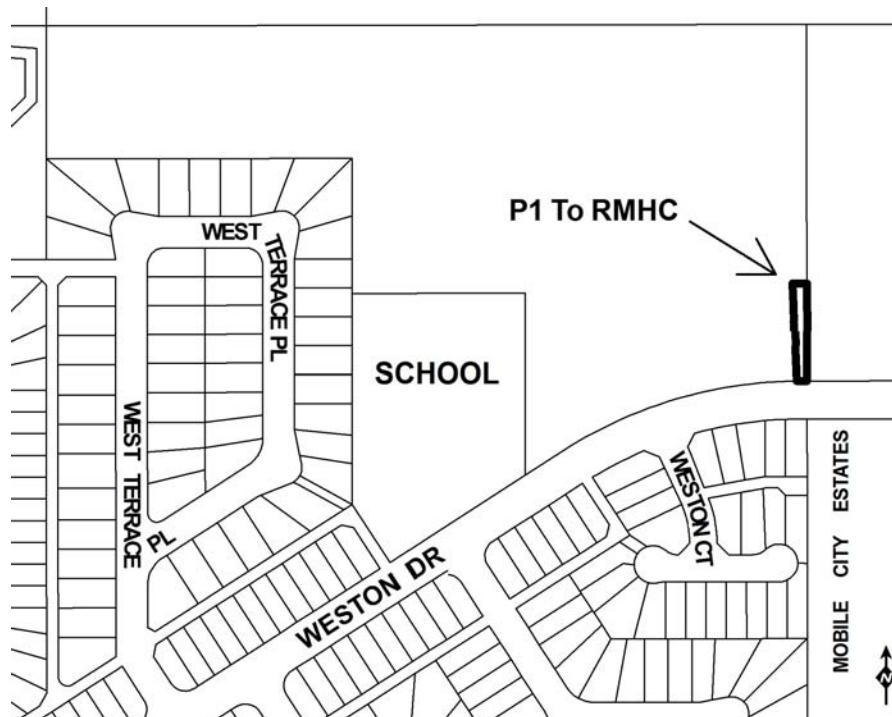 WEST
TERRACE PL
P1 To RMHC
SCHOOL
WEST TERRACE
PL
WESTON DR
WESTON CT
MOBILE CITY ESTATES
N